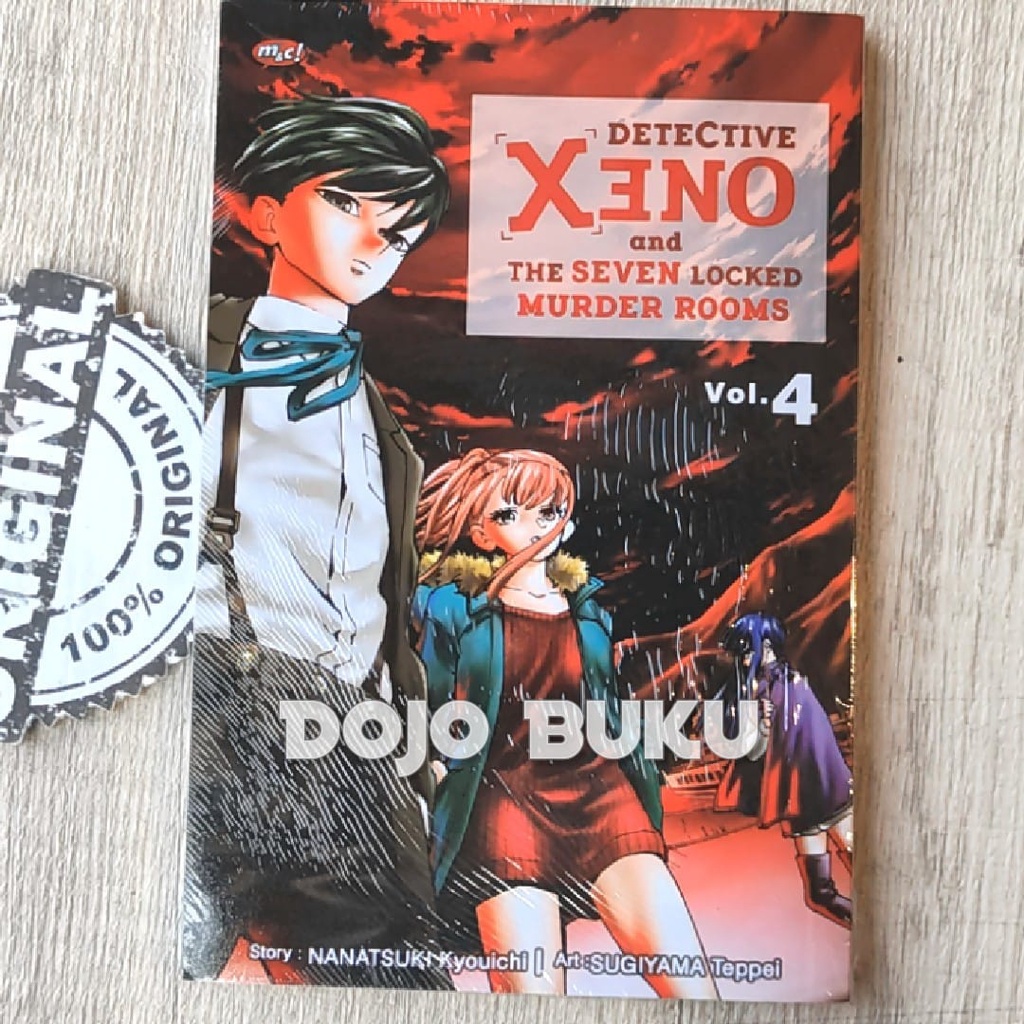 m&c!
DETECTIVE
XENO
and
THE SEVEN LOCKED
MURDER ROOMS
Vol.4
ORIGINAL
ORIGINAL
100%
DOJO BUKU
Story : NANATSUKI Kyouichi | Art : SUGIYAMA Teppei